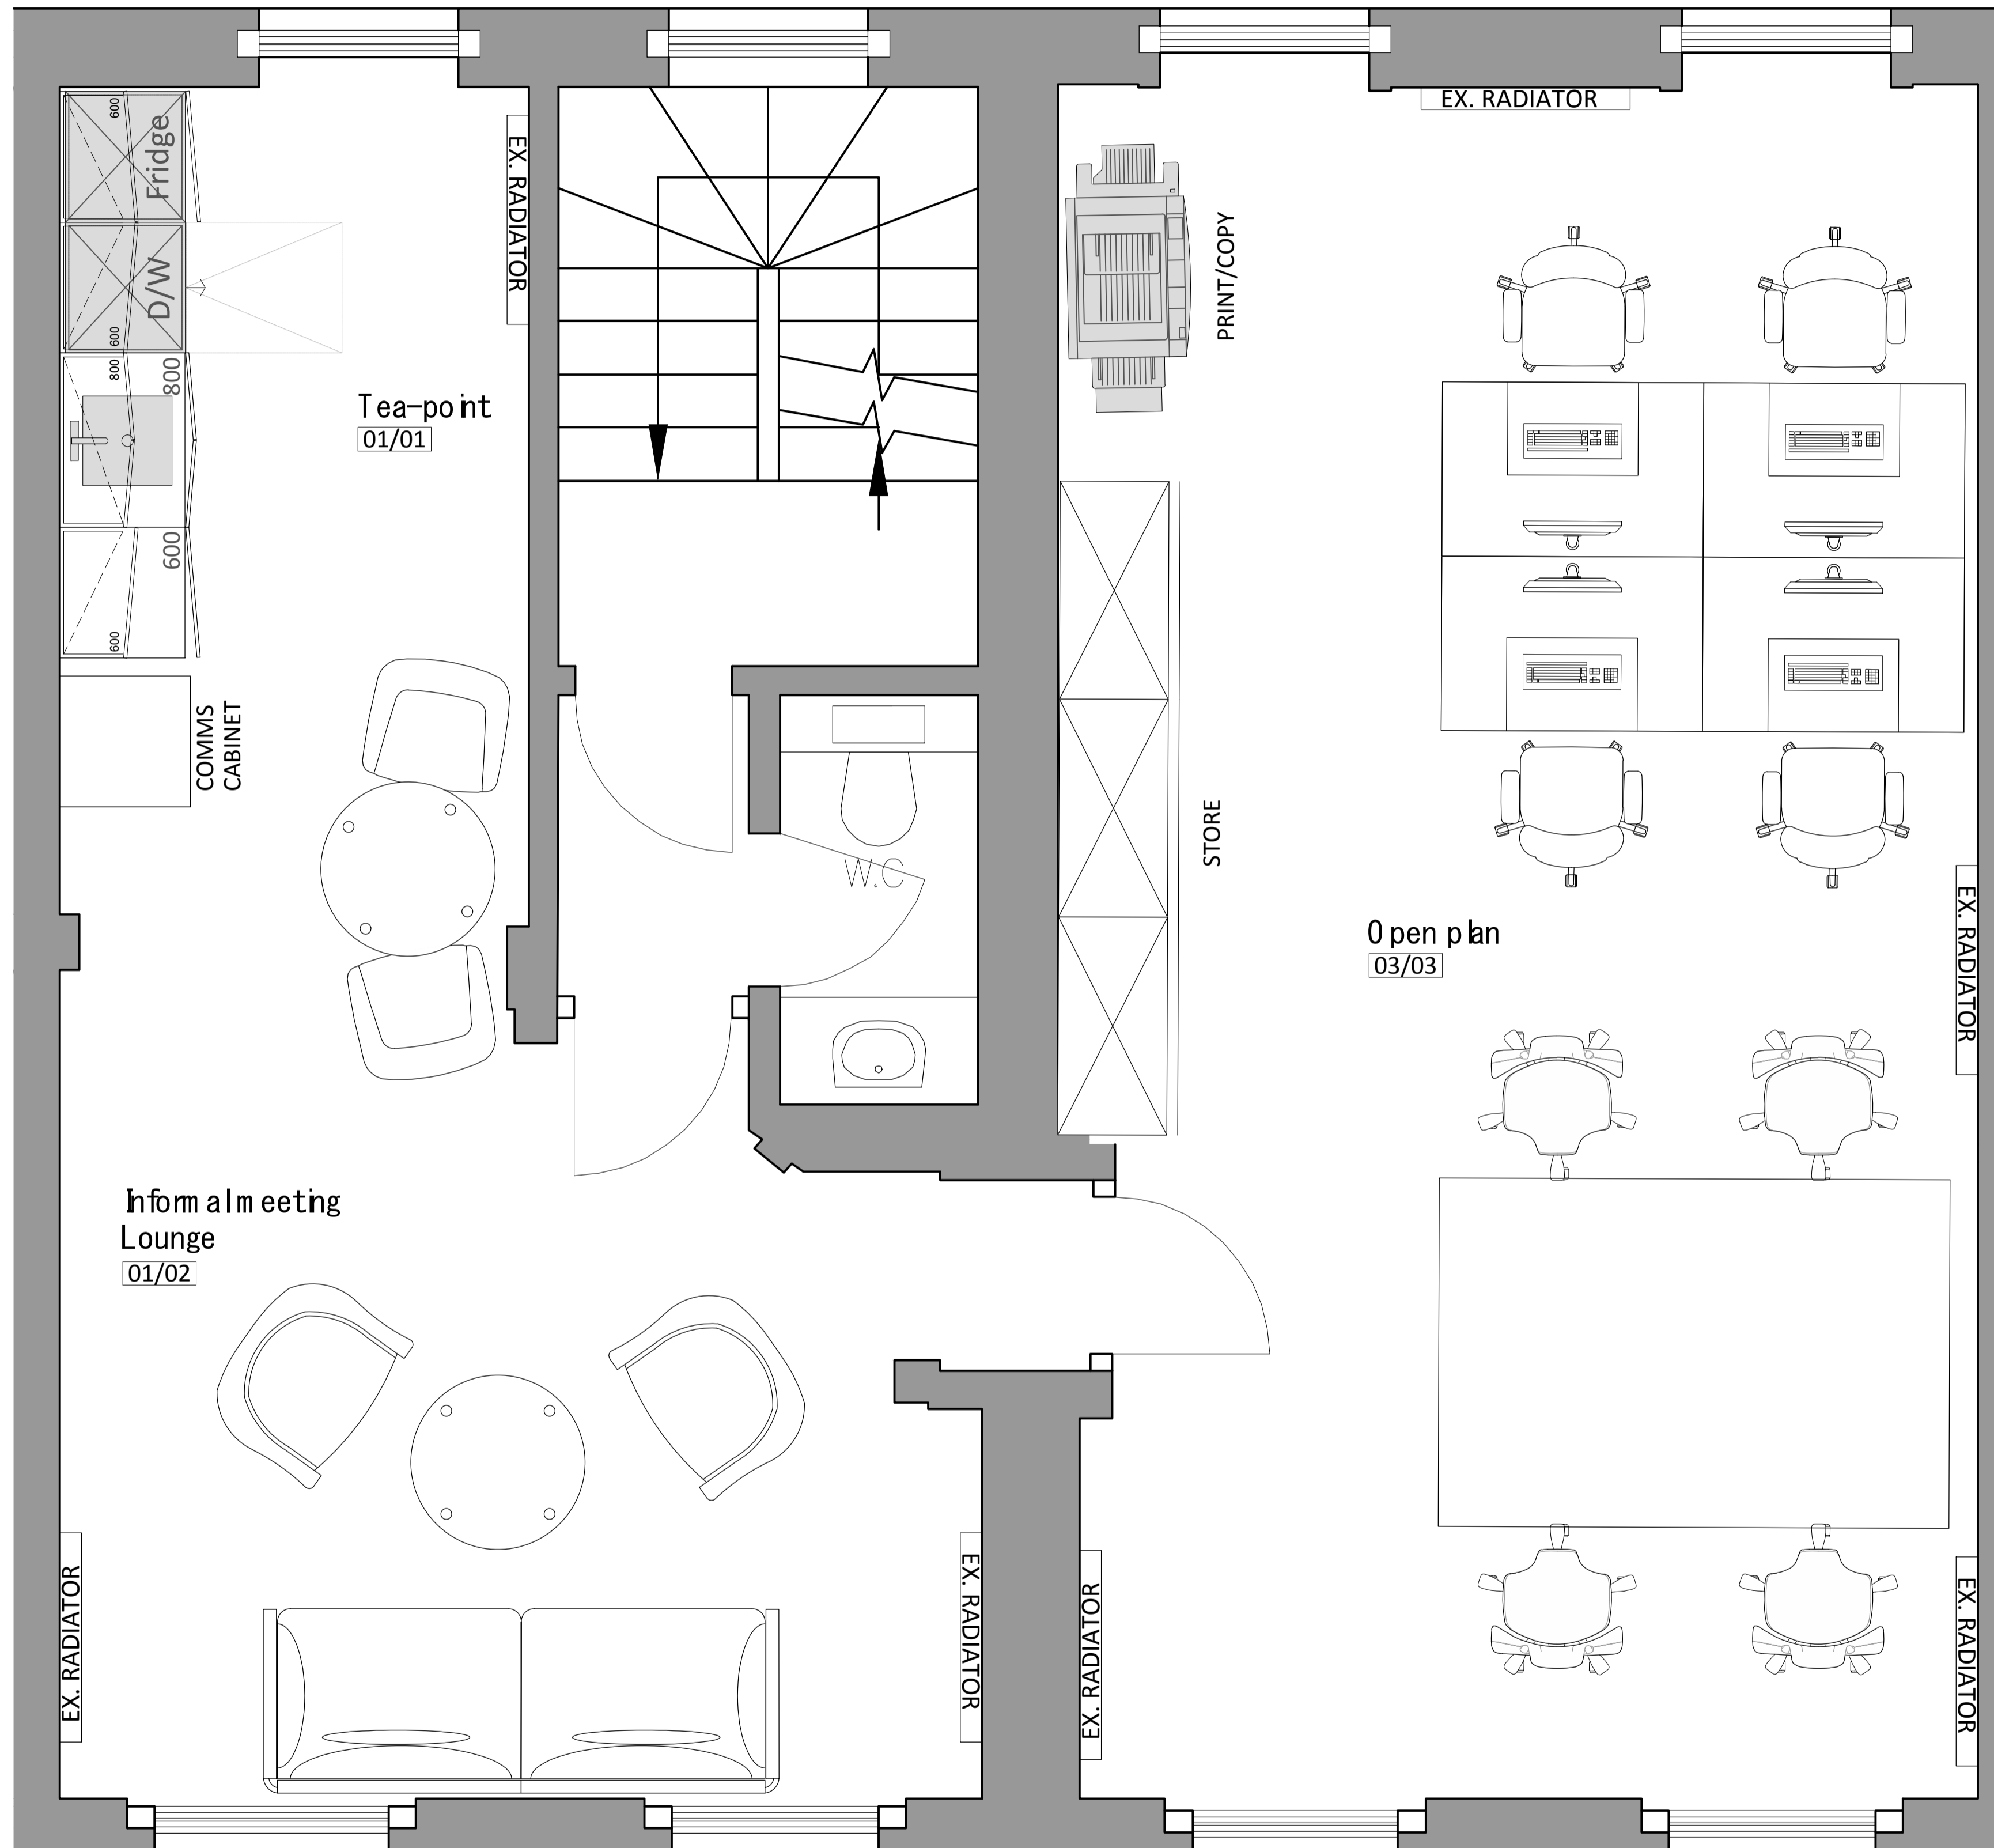 EX. RADIATOR
600
Fridge
EX. RADIATOR
D/W
600
PRINT/COPY
800
800
Tea-point
01/01
600
600
COMMS
CABINET
STORE
W.C
Open plan
03/03
EX. RADIATOR
Informal meeting
Lounge
01/02
EX. RADIATOR
EX. RADIATOR
EX. RADIATOR
EX. RADIATOR